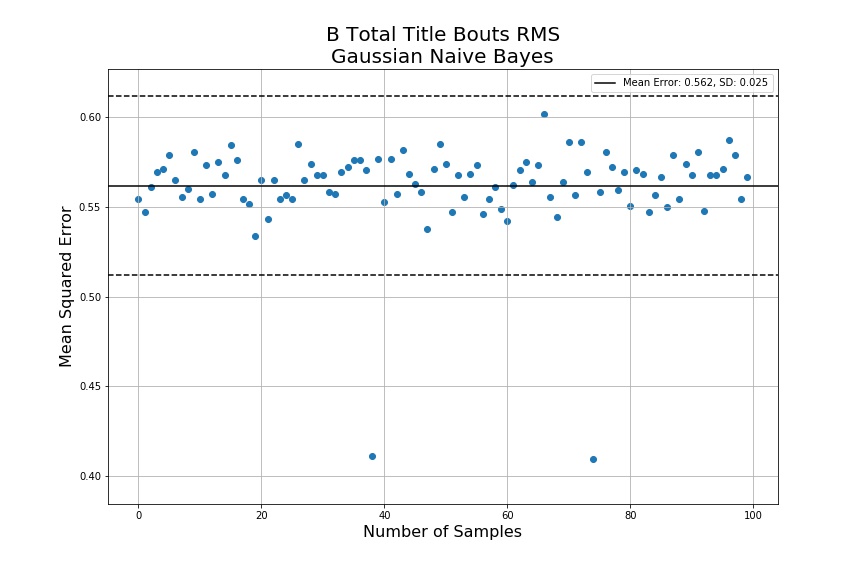 B Total Title Bouts RMS
Gaussian Naive Bayes
Mean Error: 0.562, SD: 0.025
0.60
0.55
0.50
0.45
0.40
Mean Squared Error
0 20 40 60 80 100
Number of Samples